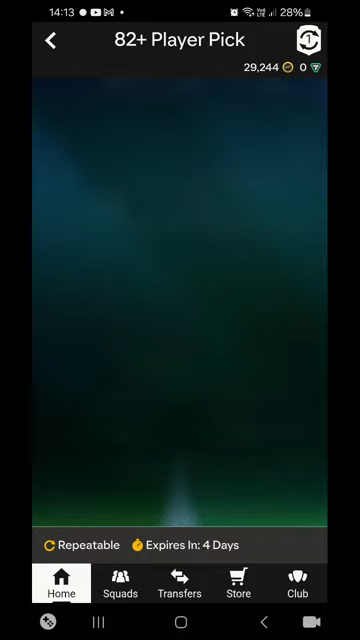 14:13
28%
82+ Player Pick
29,244 0
Repeatable Expires In: 4 Days
Home Squads Transfers Store Club